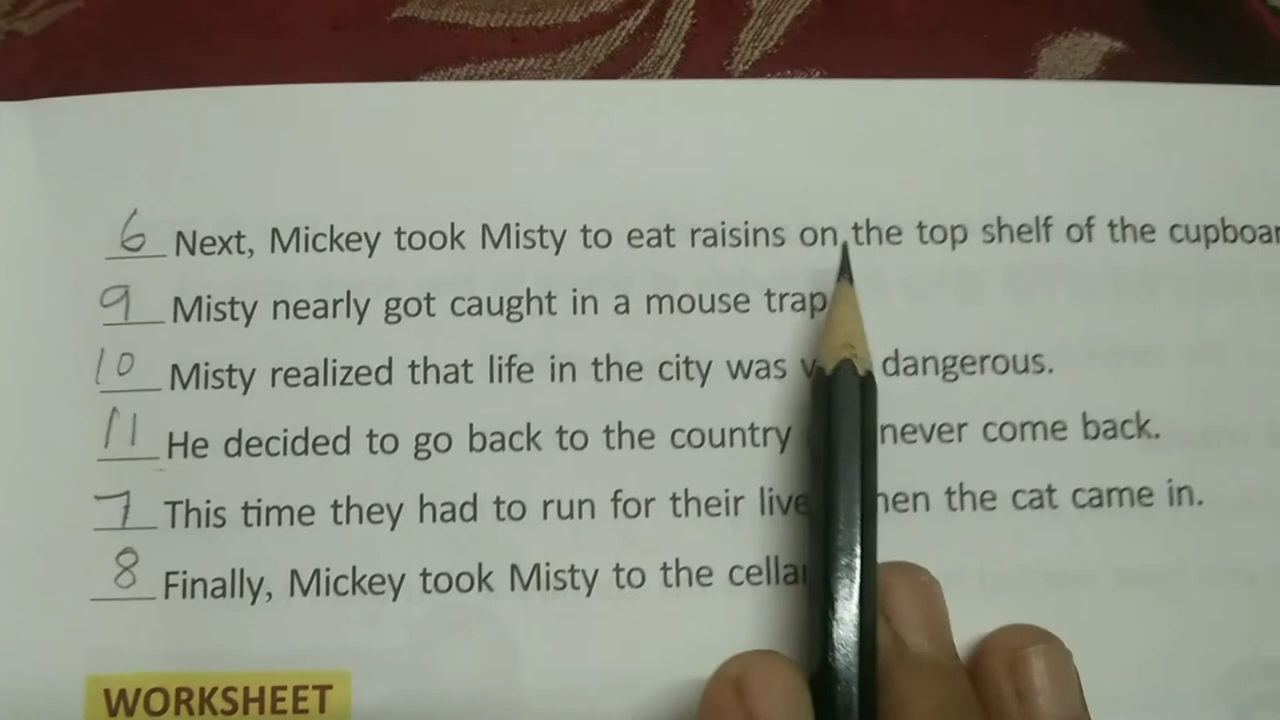 6 Next, Mickey took Misty to eat raisins on the top shelf of the
9 Misty nearly got caught in a mouse trap
10 Misty realized that life in the city was dangerous.
11 He decided to go back to the country never come back.
7 This time they had to run for their the cat came in.
8 Finally, Mickey took Misty to the
WORKSHEET